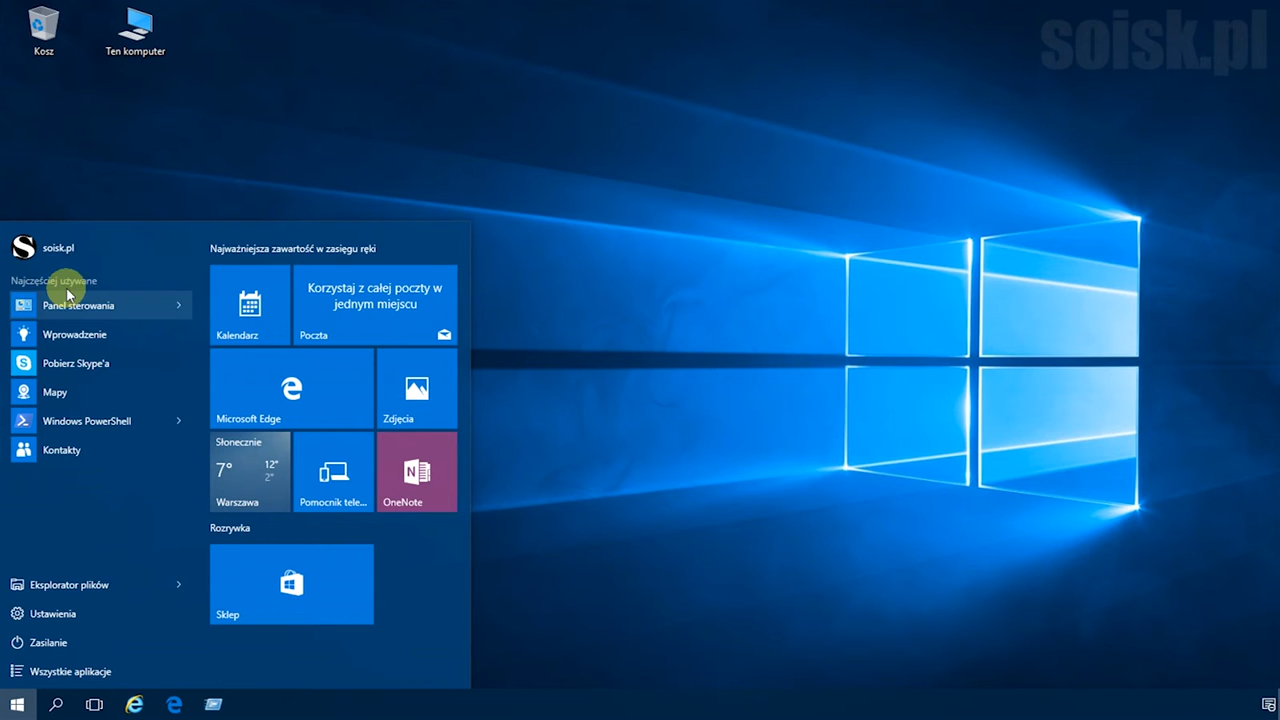 soisk.pl
Kosz
Ten komputer
soisk.pl
Najczęściej używane
Panel sterowania
Wprowadzenie
Pobierz Skype'a
Mapy
Windows PowerShell
Kontakty
Eksplorator plików
Ustawienia
Zasilanie
Wszystkie aplikacje
Najważniejsza zawartość w zasięgu ręki
Kalendarz
Korzystaj z całej poczty w
jednym miejscu
Poczta
Microsoft Edge
Zdjęcia
Słonecznie
7° 12°
2°
Warszawa
Pomocnik tele...
OneNote
Rozrywka
Sklep